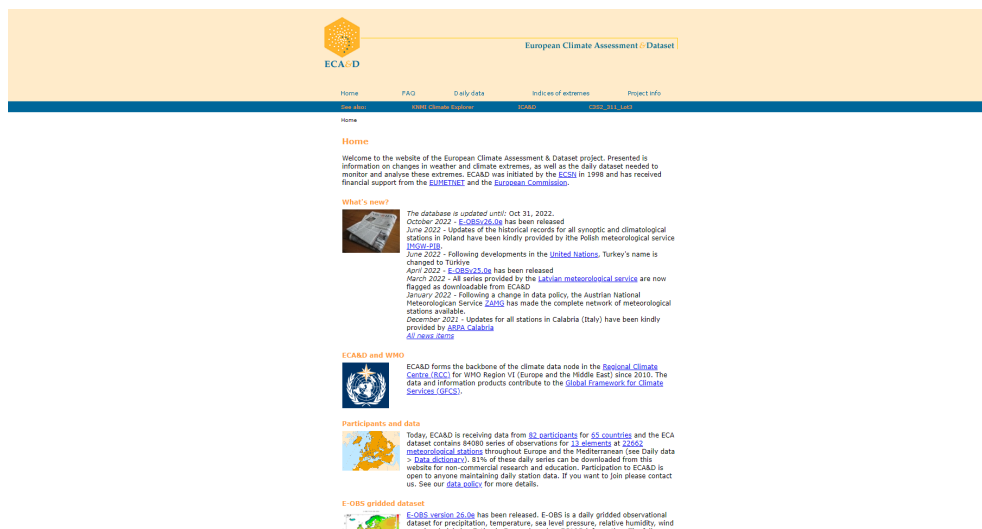 European Climate Assessment & Dataset
ECA&D
Home FAQ Daily data Indices of extremes Project info
See also: KNMI Climate Explorer ICA&D C3S2_311_Lot3
Home
Home
Welcome to the website of the European Climate Assessment & Dataset project. Presented is
information on changes in weather and climate extremes, as well as the daily dataset needed to
monitor and analyse these extremes. ECA&D was initiated by the ECSN in 1998 and has received
financial support from the EUMETNET and the European Commission.
What's new?
The database is updated until: Oct 31, 2022.
October 2022 - E-OBSv26.0e has been released
June 2022 - Updates of the historical records for all synoptic and climatological
stations in Poland have been kindly provided by ithe Polish meteorological service
IMGW-PIB.
June 2022 - Following developments in the United Nations, Turkey's name is
changed to Türkiye
April 2022 - E-OBSv25.0e has been released
March 2022 - All series provided by the Latvian meteorological service are now
flagged as downloadable from ECA&D
January 2022 - Following a change in data policy, the Austrian National
Meteorologican Service ZAMG has made the complete network of meteorological
stations available.
December 2021 - Updates for all stations in Calabria (Italy) have been kindly
provided by ARPA Calabria
All news items
ECA&D and WMO
ECA&D forms the backbone of the climate data node in the Regional Climate
Centre (RCC) for WMO Region VI (Europe and the Middle East) since 2010. The
data and information products contribute to the Global Framework for Climate
Services (GFCS).
Participants and data
Today, ECA&D is receiving data from 82 participants for 65 countries and the ECA
dataset contains 84080 series of observations for 13 elements at 22662
meteorological stations throughout Europe and the Mediterranean (see Daily data
> Data dictionary). 81% of these daily series can be downloaded from this
website for non-commercial research and education. Participation to ECA&D is
open to anyone maintaining daily station data. If you want to join please contact
us. See our data policy for more details.
E-OBS gridded dataset
E-OBS version 26.0e has been released. E-OBS is a daily gridded observational
dataset for precipitation, temperature, sea level pressure, relative humidity, wind